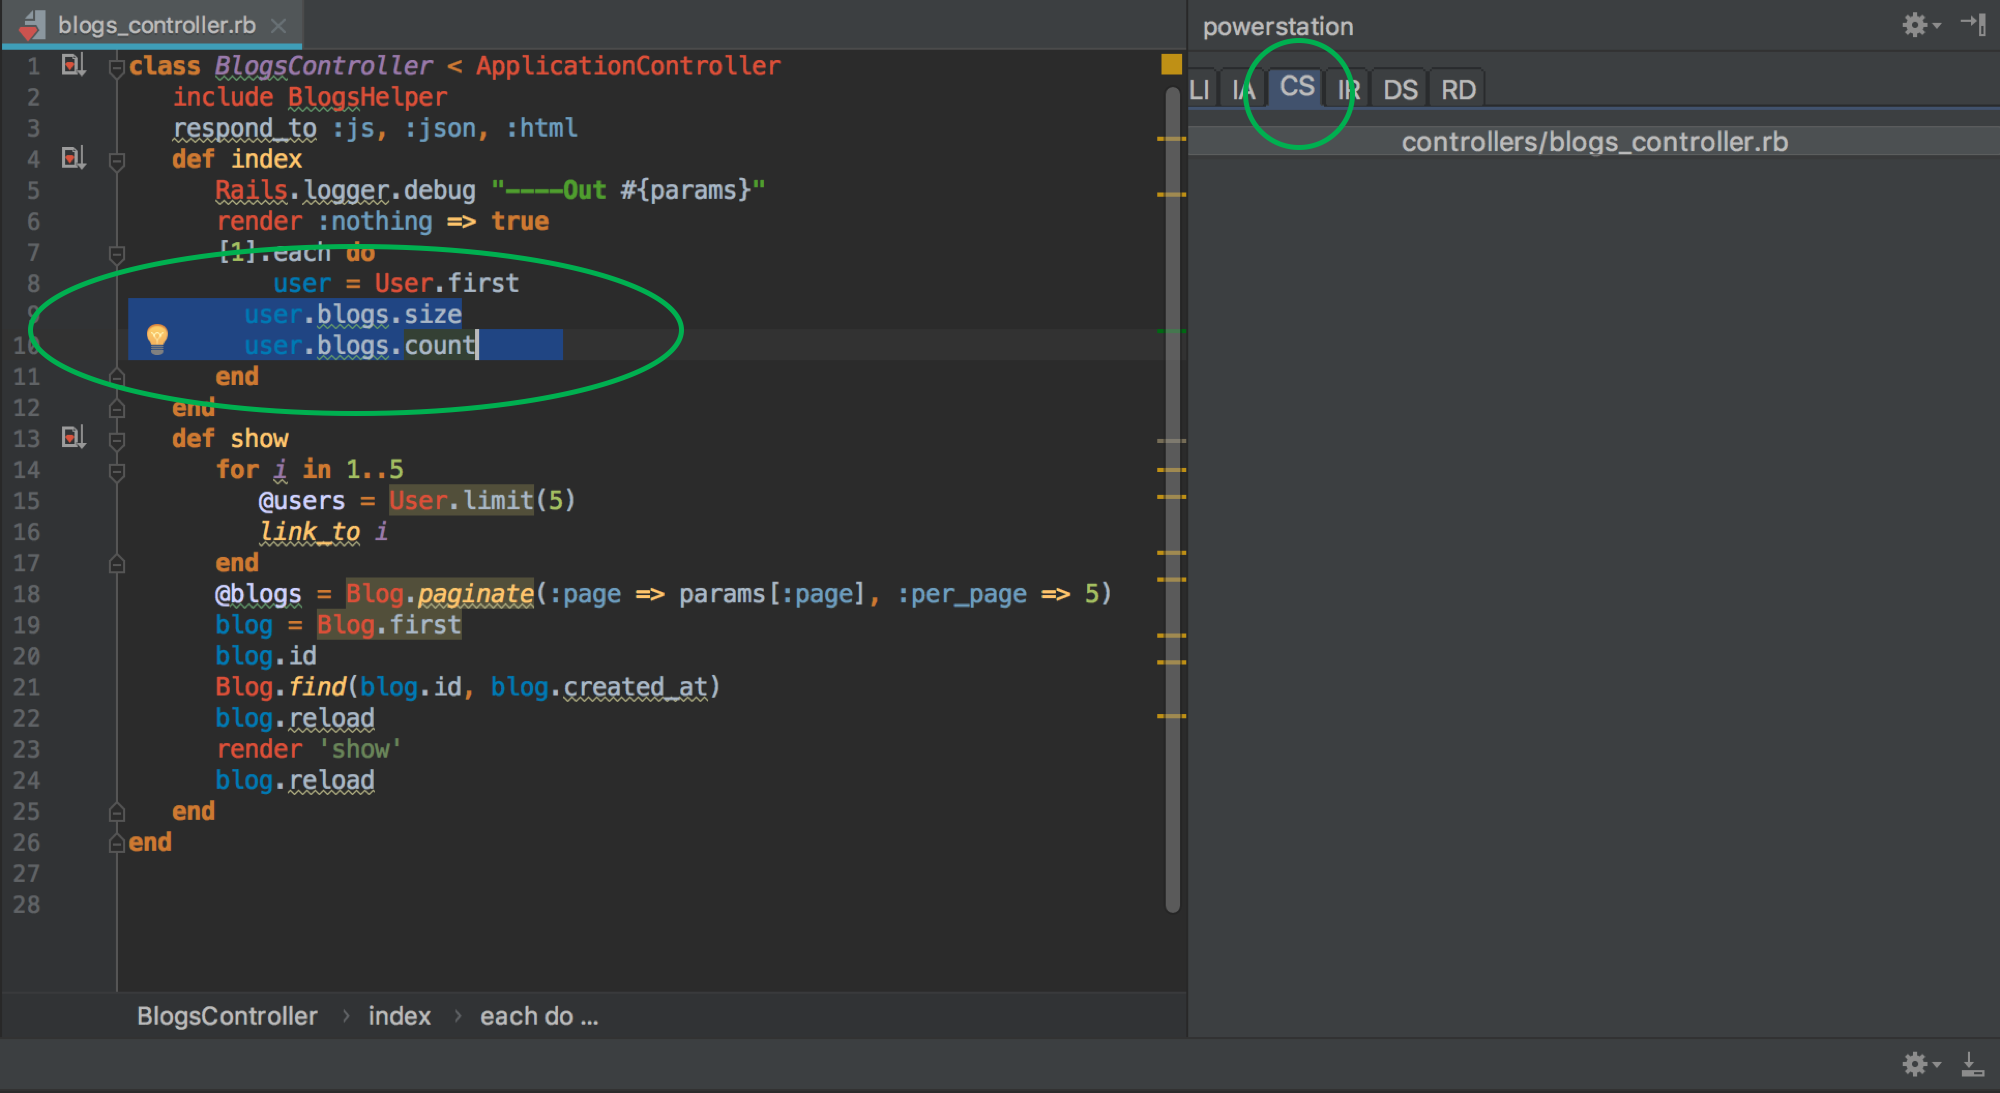 blogs_controller.rb
powerstation
LI IA CS IR DS RD
controllers/blogs_controller.rb
1 class BlogsController < ApplicationController
2 include BlogsHelper
3 respond_to :js, :json, :html
4 def index
5 Rails.logger.debug "----Out #{params}"
6 render :nothing => true
7 [1].each do
8 user = User.first
9 user.blogs.size
10 user.blogs.count
11 end
12 end
13 def show
14 for i in 1..5
15 @users = User.limit(5)
16 link_to i
17 end
18 @blogs = Blog.paginate(:page => params[:page], :per_page => 5)
19 blog = Blog.first
20 blog.id
21 Blog.find(blog.id, blog.created_at)
22 blog.reload
23 render 'show'
24 blog.reload
25 end
26 end
27
28
BlogsController › index › each do ...